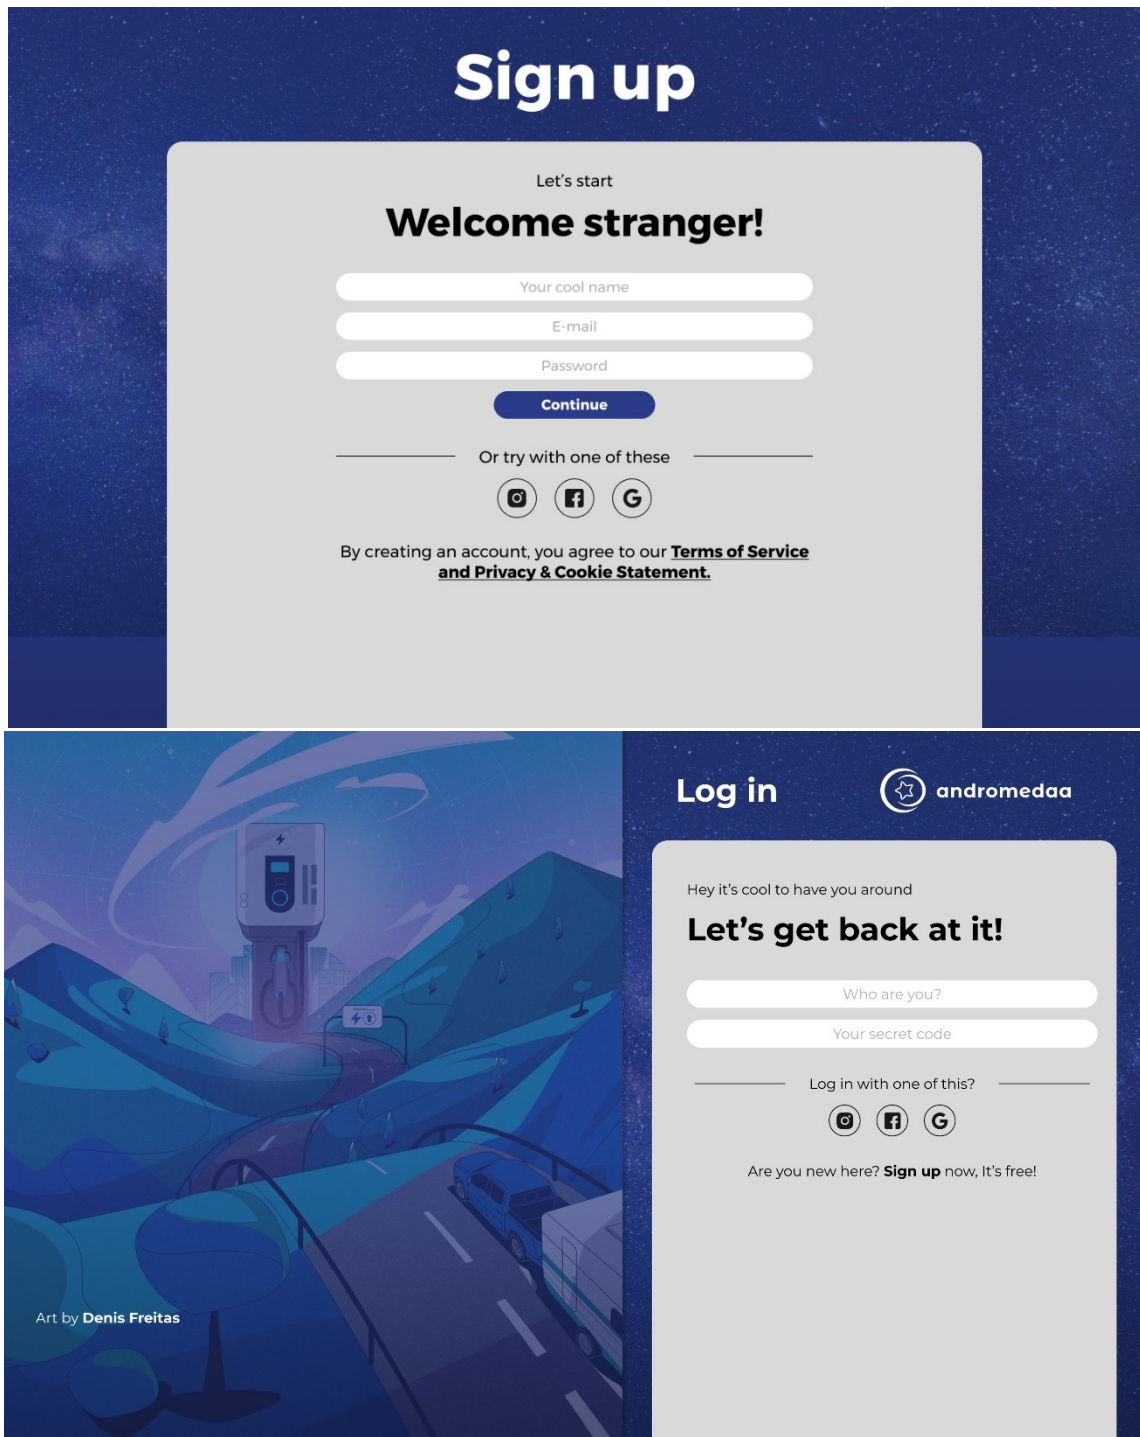 Sign up
Let's start
Welcome stranger!
Your cool name
E-mail
Password
Continue
Or try with one of these
G
By creating an account, you agree to our Terms of Service
and Privacy & Cookie Statement.
Log in
andromedaa
Hey it's cool to have you around
Let's get back at it!
Who are you?
Your secret code
Log in with one of this?
G
Are you new here? Sign up now, It's free!
Art by Denis Freitas